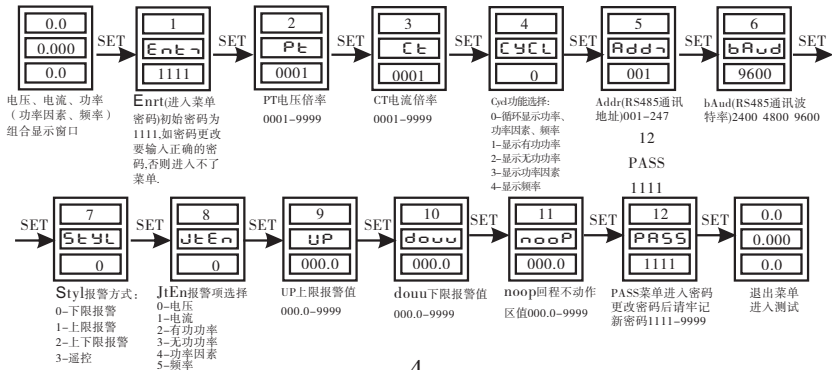 0.0
0.000
0.0
SET
1
Entr
1111
SET
2
Pt
0001
SET
3
Ct
0001
SET
4
CYCL
0
SET
5
Addr
001
SET
6
bAud
9600
SET
电压、电流、功率
(功率因素、频率)
组合显示窗口
Enrt(进入菜单
密码)初始密码为
1111.如密码更改
要输入正确的密
码,否则进入不了
菜单.
PT电压倍率
0001-9999
CT电流倍率
0001-9999
Cycl功能选择:
0-循环显示功率、
功率因素、频率
1-显示有功功率
2-显示无功功率
3-显示功率因素
4-显示频率
Addr(RS485通讯
地址)001-247
12
PASS
1111
bAud(RS485通讯波
特率)2400 4800 9600
SET
7
StYL
0
SET
8
JtEn
0
SET
9
UP
000.0
SET
10
douu
000.0
SET
11
nooP
000.0
SET
12
PASS
1111
SET
0.0
0.000
0.0
Styl报警方式:
0-下限报警
1-上限报警
2-上下限报警
3-遥控
JtEn报警项选择
0-电压
1-电流
2-有功功率
3-无功功率
4-功率因素
5-频率
UP上限报警值
000.0-9999
douu下限报警值
000.0-9999
noop回程不动作
区值000.0-9999
PASS菜单进入密码
更改密码后请牢记
新密码1111-9999
退出菜单
进入测试
4